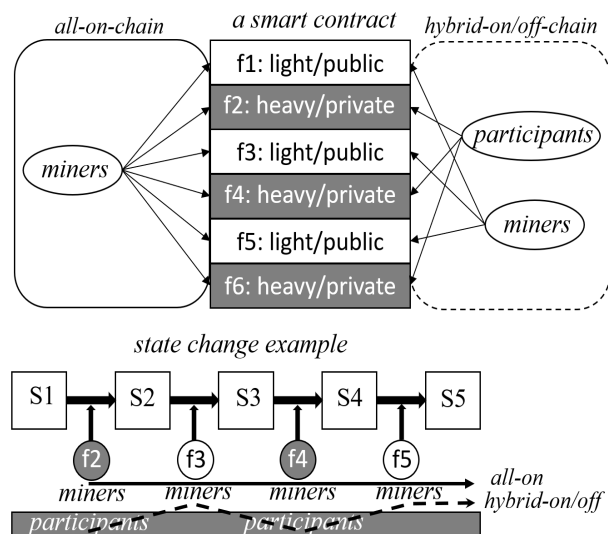 all-on-chain
a smart contract
hybrid-on/off-chain
f1: light/public
f2: heavy/private
f3: light/public
f4: heavy/private
f5: light/public
f6: heavy/private
miners
participants
miners
state change example
S1 S2 S3 S4 S5
f2 f3 f4 f5
miners miners miners miners
all-on
hybrid-on/off
participants participants